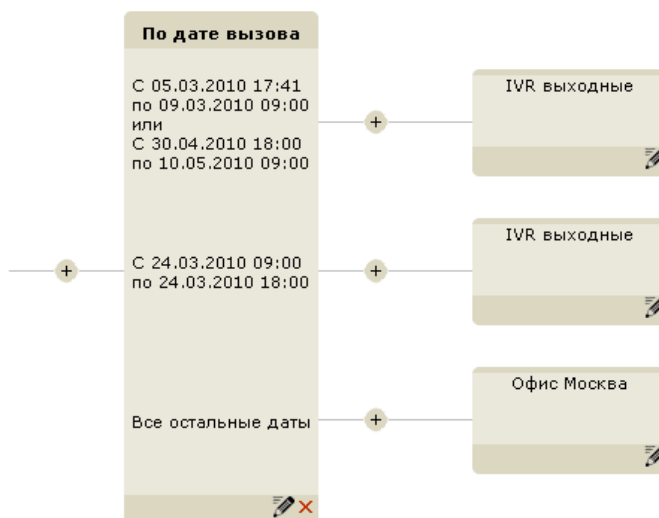 По дате вызова
С 05.03.2010 17:41
по 09.03.2010 09:00
или
С 30.04.2010 18:00
по 10.05.2010 09:00
IVR выходные
С 24.03.2010 09:00
по 24.03.2010 18:00
IVR выходные
Все остальные даты
Офис Москва